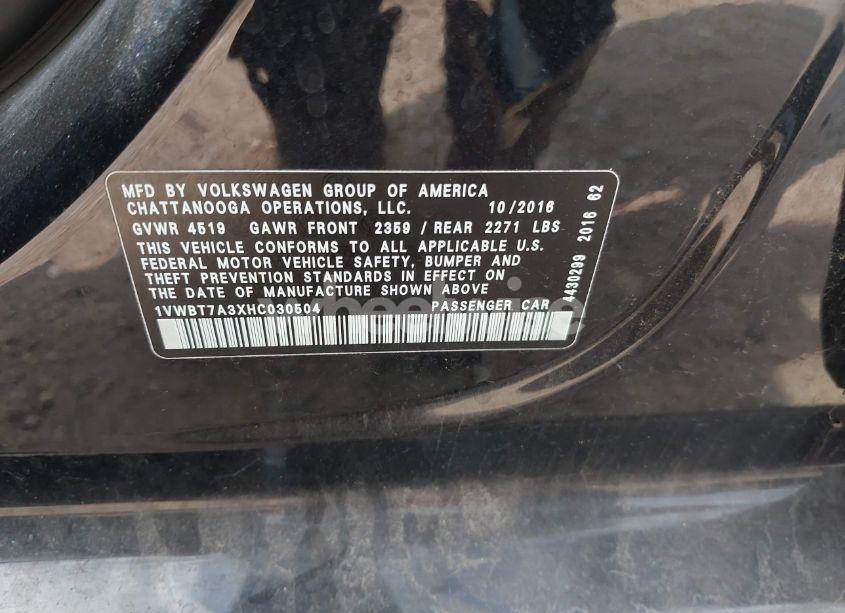 MFD BY VOLKSWAGEN GROUP OF AMERICA
CHATTANOOGA OPERATIONS, LLC. 10/2016
GVWR 4519 GAWR FRONT 2359 / REAR 2271 LBS
THIS VEHICLE CONFORMS TO ALL APPLICABLE U.S.
FEDERAL MOTOR VEHICLE SAFETY, BUMPER AND
THEFT PREVENTION STANDARDS IN EFFECT ON
THE DATE OF MANUFACTURE SHOWN ABOVE
1VWBT7A3XHC030504 PASSENGER CAR
4430299 2016 62